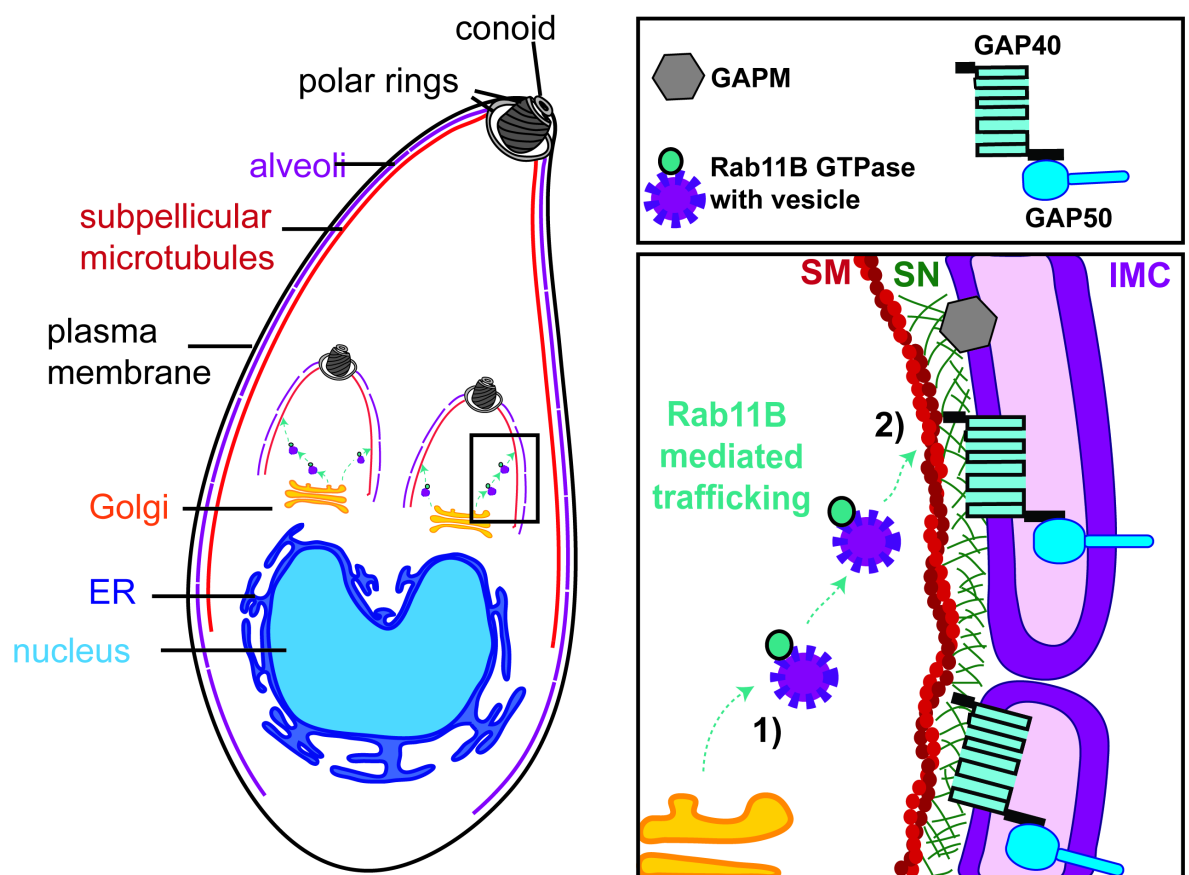 conoid
polar rings
alveoli
subpellicular
microtubules
plasma
membrane
Golgi
ER
nucleus
GAPM
GAP40
Rab11B GTPase
with vesicle
GAP50
SM
SN
IMC
Rab11B
mediated
trafficking
2)
1)